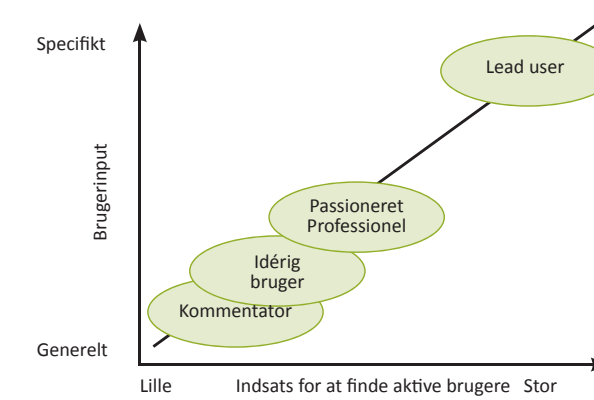 Specifikt
Lead user
Brugerinput
Passioneret
Professionel
Idérig
bruger
Kommentator
Generelt
Lille
Indsats for at finde aktive brugere
Stor